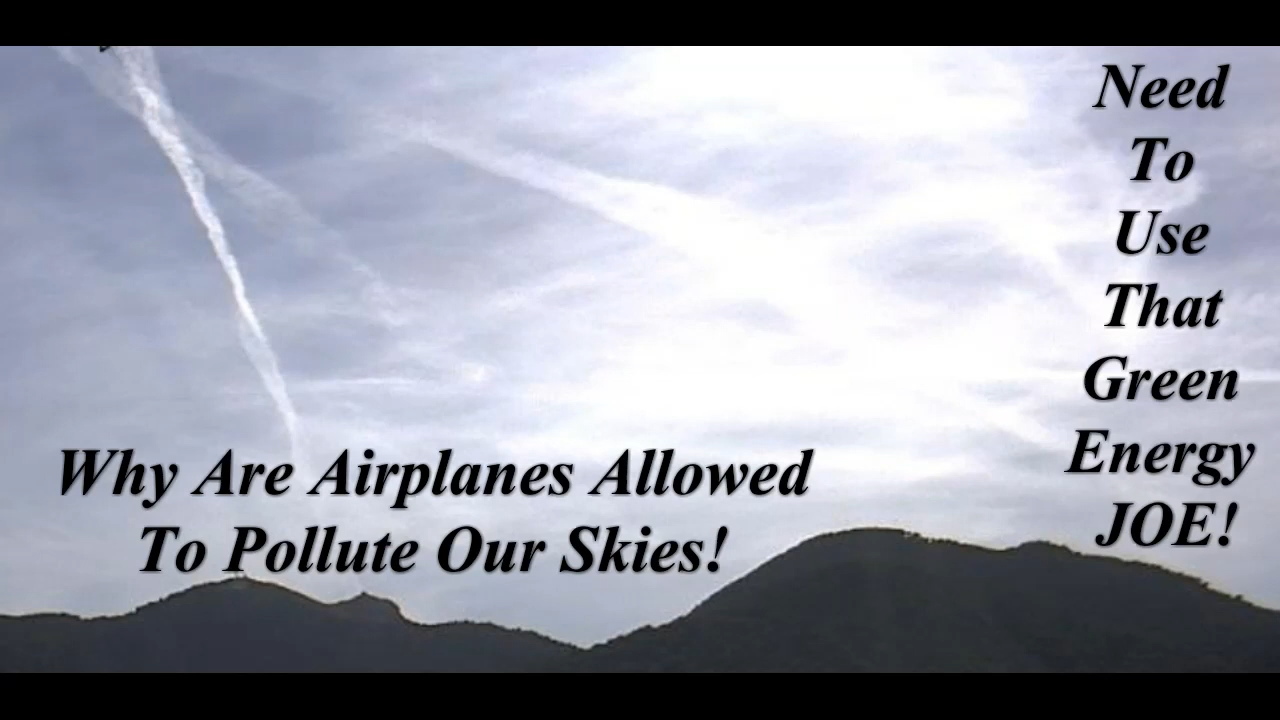 Need
To
Use
That
Green
Energy
JOE!
Why Are Airplanes Allowed
To Pollute Our Skies!